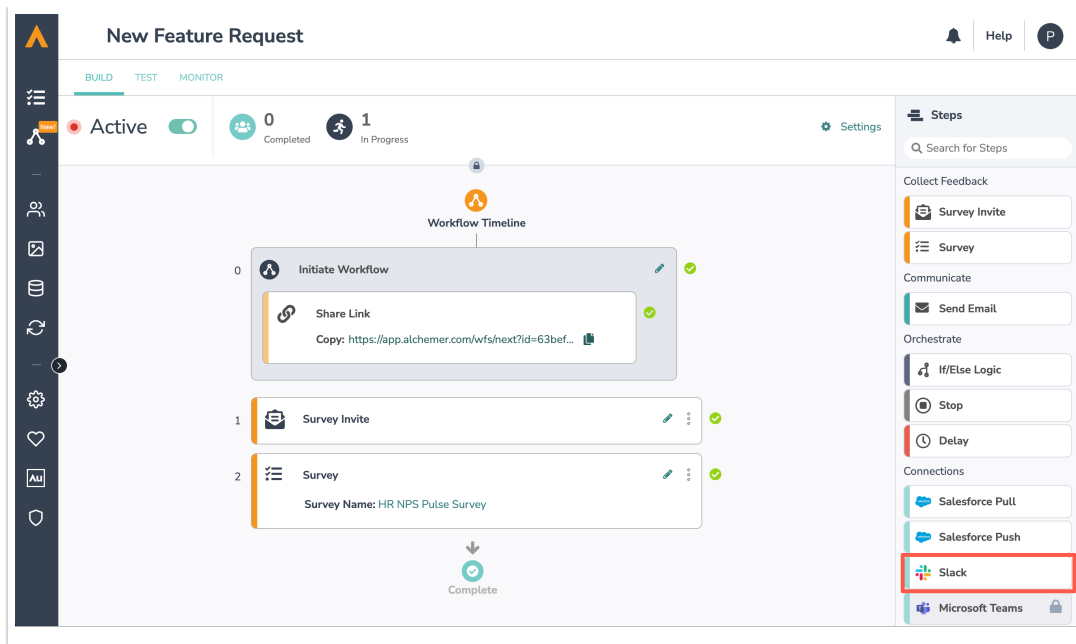 New Feature Request
Help
P
BUILD TEST MONITOR
New!
Active
0
Completed
1
In Progress
Settings
Workflow Timeline
0
Initiate Workflow
Share Link
Copy: https://app.alchemer.com/wfs/next?id=63bef...
1
Survey Invite
2
Survey
Survey Name: HR NPS Pulse Survey
Complete
Au
Steps
Search for Steps
Collect Feedback
Survey Invite
Survey
Communicate
Send Email
Orchestrate
If/Else Logic
Stop
Delay
Connections
Salesforce Pull
Salesforce Push
Slack
Microsoft Teams